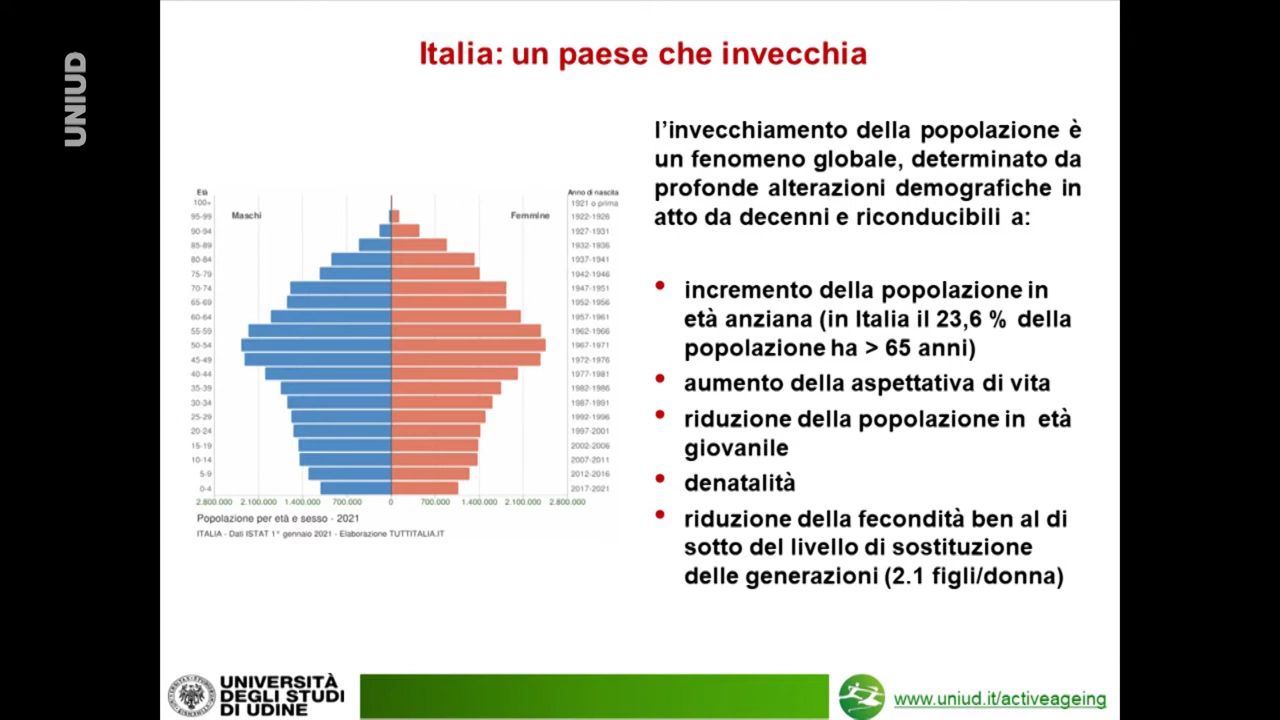 UNIUD
Italia: un paese che invecchia
l’invecchiamento della popolazione è
un fenomeno globale, determinato da
profonde alterazioni demografiche in
atto da decenni e riconducibili a:
• incremento della popolazione in
età anziana (in Italia il 23,6 % della
popolazione ha > 65 anni)
• aumento della aspettativa di vita
• riduzione della popolazione in età
giovanile
• denatalità
• riduzione della fecondità ben al di
sotto del livello di sostituzione
delle generazioni (2.1 figli/donna)
Età Anno di nascita
100+ 1921 o prima
95-99 Maschi Femmine 1922-1926
90-94 1927-1931
85-89 1932-1936
80-84 1937-1941
75-79 1942-1946
70-74 1947-1951
65-69 1952-1956
60-64 1957-1961
55-59 1962-1966
50-54 1967-1971
45-49 1972-1976
40-44 1977-1981
35-39 1982-1986
30-34 1987-1991
25-29 1992-1996
20-24 1997-2001
15-19 2002-2006
10-14 2007-2011
5-9 2012-2016
0-4 2017-2021
2.800.000 2.100.000 1.400.000 700.000 0 700.000 1.400.000 2.100.000 2.800.000
Popolazione per età e sesso - 2021
ITALIA - Dati ISTAT 1° gennaio 2021 - Elaborazione TUTTITALIA.IT
UNIVERSITÀ
DEGLI STUDI
DI UDINE
www.uniud.it/activeageing